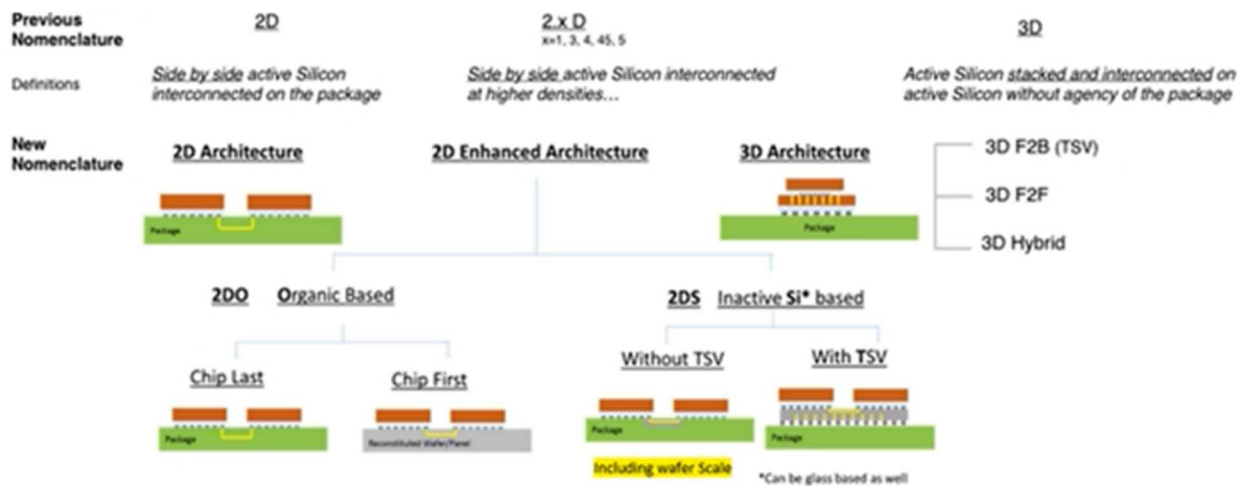 Previous Nomenclature
2D
2.x D
x=1, 3, 4, 45, 5
3D
Definitions
Side by side active Silicon
interconnected on the package
Side by side active Silicon interconnected
at higher densities...
Active Silicon stacked and interconnected on
active Silicon without agency of the package
New Nomenclature
2D Architecture
2D Enhanced Architecture
3D Architecture
3D F2B (TSV)
3D F2F
3D Hybrid
Package
Package
2DO Organic Based
2DS Inactive Si* based
Chip Last
Chip First
Without TSV
With TSV
Package
Reconstituted Wafer/Panel
Package
Package
Including wafer Scale
*Can be glass based as well